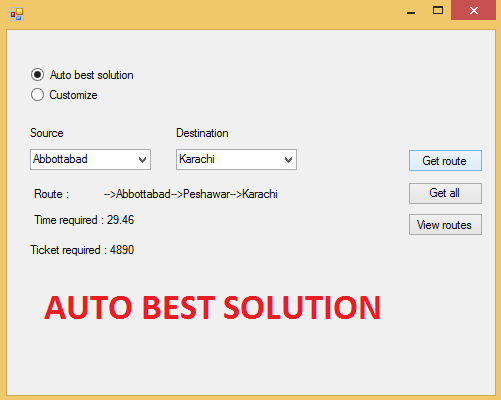 Auto best solution
Customize
Source Destination
Abbottabad Karachi Get route
Route : -->Abbottabad-->Peshawar-->Karachi Get all
Time required : 29.46 View routes
Ticket required : 4890
AUTO BEST SOLUTION